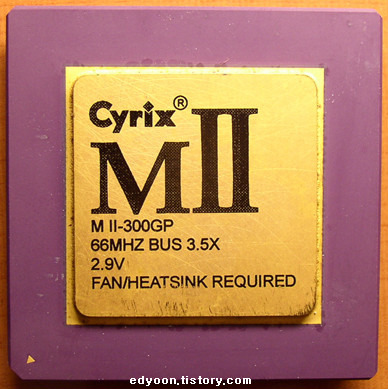 Cyrix®
MII
M II-300GP
66MHZ BUS 3.5X
2.9V
FAN/HEATSINK REQUIRED
edyoon.tistory.com